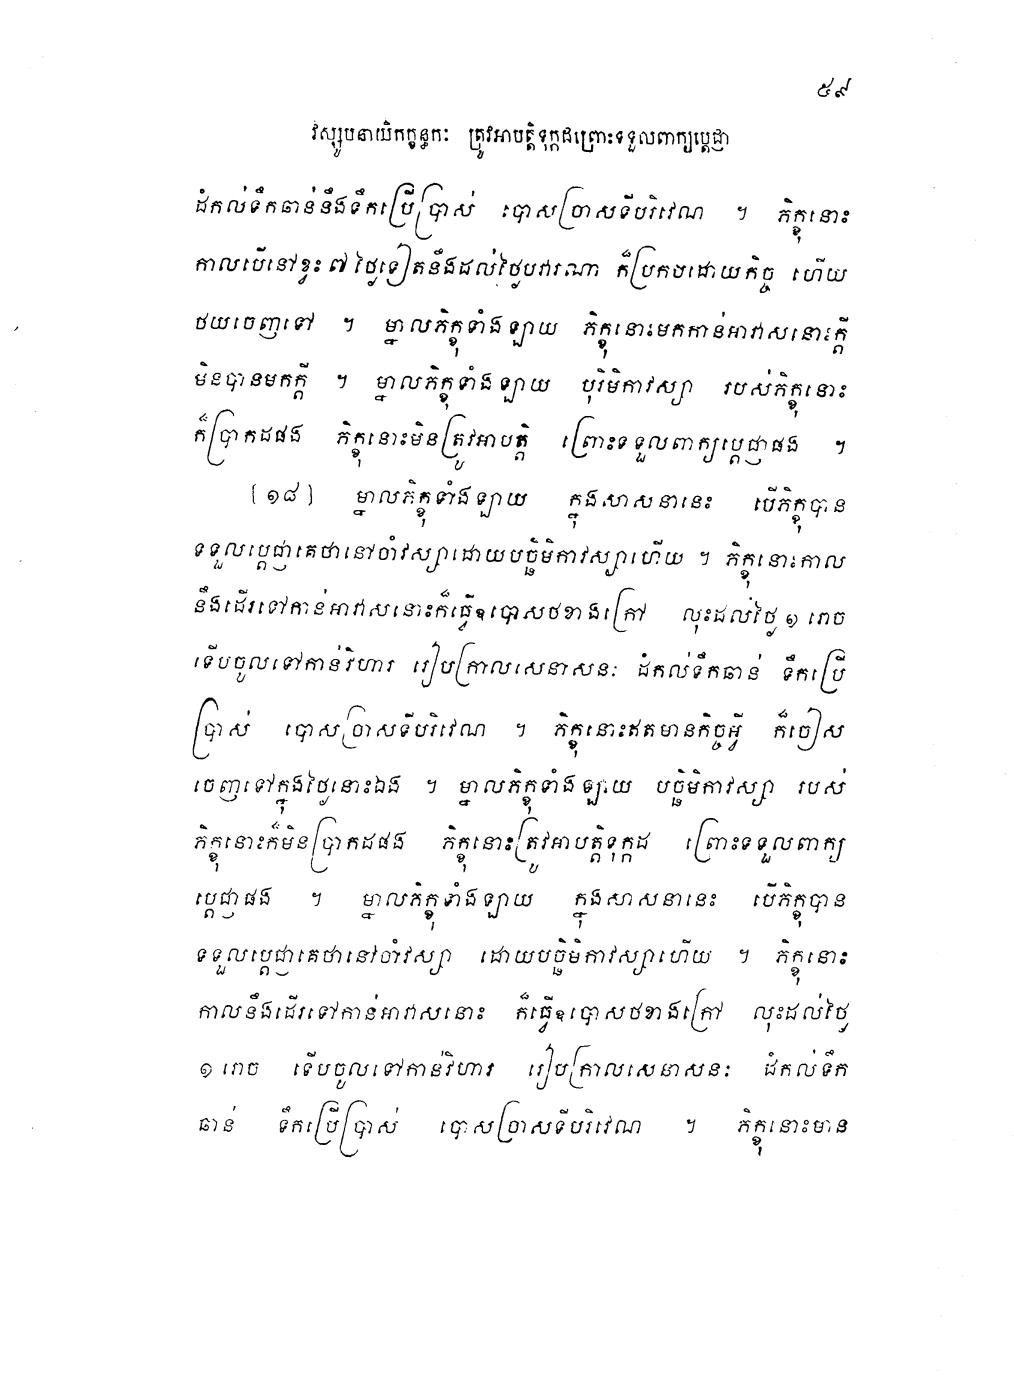 ៥៩
វស្សូបនាយិកក្ខន្ធកៈ ត្រូវអាបត្តិទុក្កដព្រោះទទួលពាក្យប្តេជ្ញា
ដំកល់ទឹកឆាន់នឹងទឹកប្រើប្រាស់ បោសច្រាសទីបរិវេណ ។ ភិក្ខុនោះ
កាលបើនៅខ្វះ ៧ ថ្ងៃទៀតនឹងដល់ថ្ងៃបវារណា ក៏ប្រកបដោយកិច្ច ហើយ
ថយចេញទៅ ។ ម្នាលភិក្ខុទាំងឡាយ ភិក្ខុនោះមកកាន់អាវាសនោះក្តី
មិនបានមកក្តី ។ ម្នាលភិក្ខុទាំងឡាយ បុរិមិកាវស្សា របស់ភិក្ខុនោះ
ក៏ប្រាកដផង ភិក្ខុនោះមិនត្រូវអាបត្តិ ព្រោះទទួលពាក្យប្តេជ្ញាផង ។
[១៨] ម្នាលភិក្ខុទាំងឡាយ ក្នុងសាសនានេះ បើភិក្ខុបាន
ទទួលប្តេជ្ញាគេថានៅចាំវស្សាដោយបច្ឆិមិកាវស្សាហើយ ។ ភិក្ខុនោះកាល
នឹងដើរទៅកាន់អាវាសនោះក៏ធ្វើឧបោសថខាងក្រៅ លុះដល់ថ្ងៃ ១ រោច
ទើបចូលទៅកាន់វិហារ រៀបក្រាលសេនាសនៈ ដំកល់ទឹកឆាន់ ទឹកប្រើ
ប្រាស់ បោសច្រាសទីបរិវេណ ។ ភិក្ខុនោះឥតមានកិច្ចអ្វី ក៏ចៀស
ចេញទៅក្នុងថ្ងៃនោះឯង ។ ម្នាលភិក្ខុទាំងឡាយ បច្ឆិមិកាវស្សា របស់
ភិក្ខុនោះក៏មិនប្រាកដផង ភិក្ខុនោះត្រូវអាបត្តិទុក្កដ ព្រោះទទួលពាក្យ
ប្តេជ្ញាផង ។ ម្នាលភិក្ខុទាំងឡាយ ក្នុងសាសនានេះ បើភិក្ខុបាន
ទទួលប្តេជ្ញាគេថានៅចាំវស្សា ដោយបច្ឆិមិកាវស្សាហើយ ។ ភិក្ខុនោះ
កាលនឹងដើរទៅកាន់អាវាសនោះ ក៏ធ្វើឧបោសថខាងក្រៅ លុះដល់ថ្ងៃ
១ រោច ទើបចូលទៅកាន់វិហារ រៀបក្រាលសេនាសនៈ ដំកល់ទឹក
ឆាន់ ទឹកប្រើប្រាស់ បោសច្រាសទីបរិវេណ ។ ភិក្ខុនោះមាន